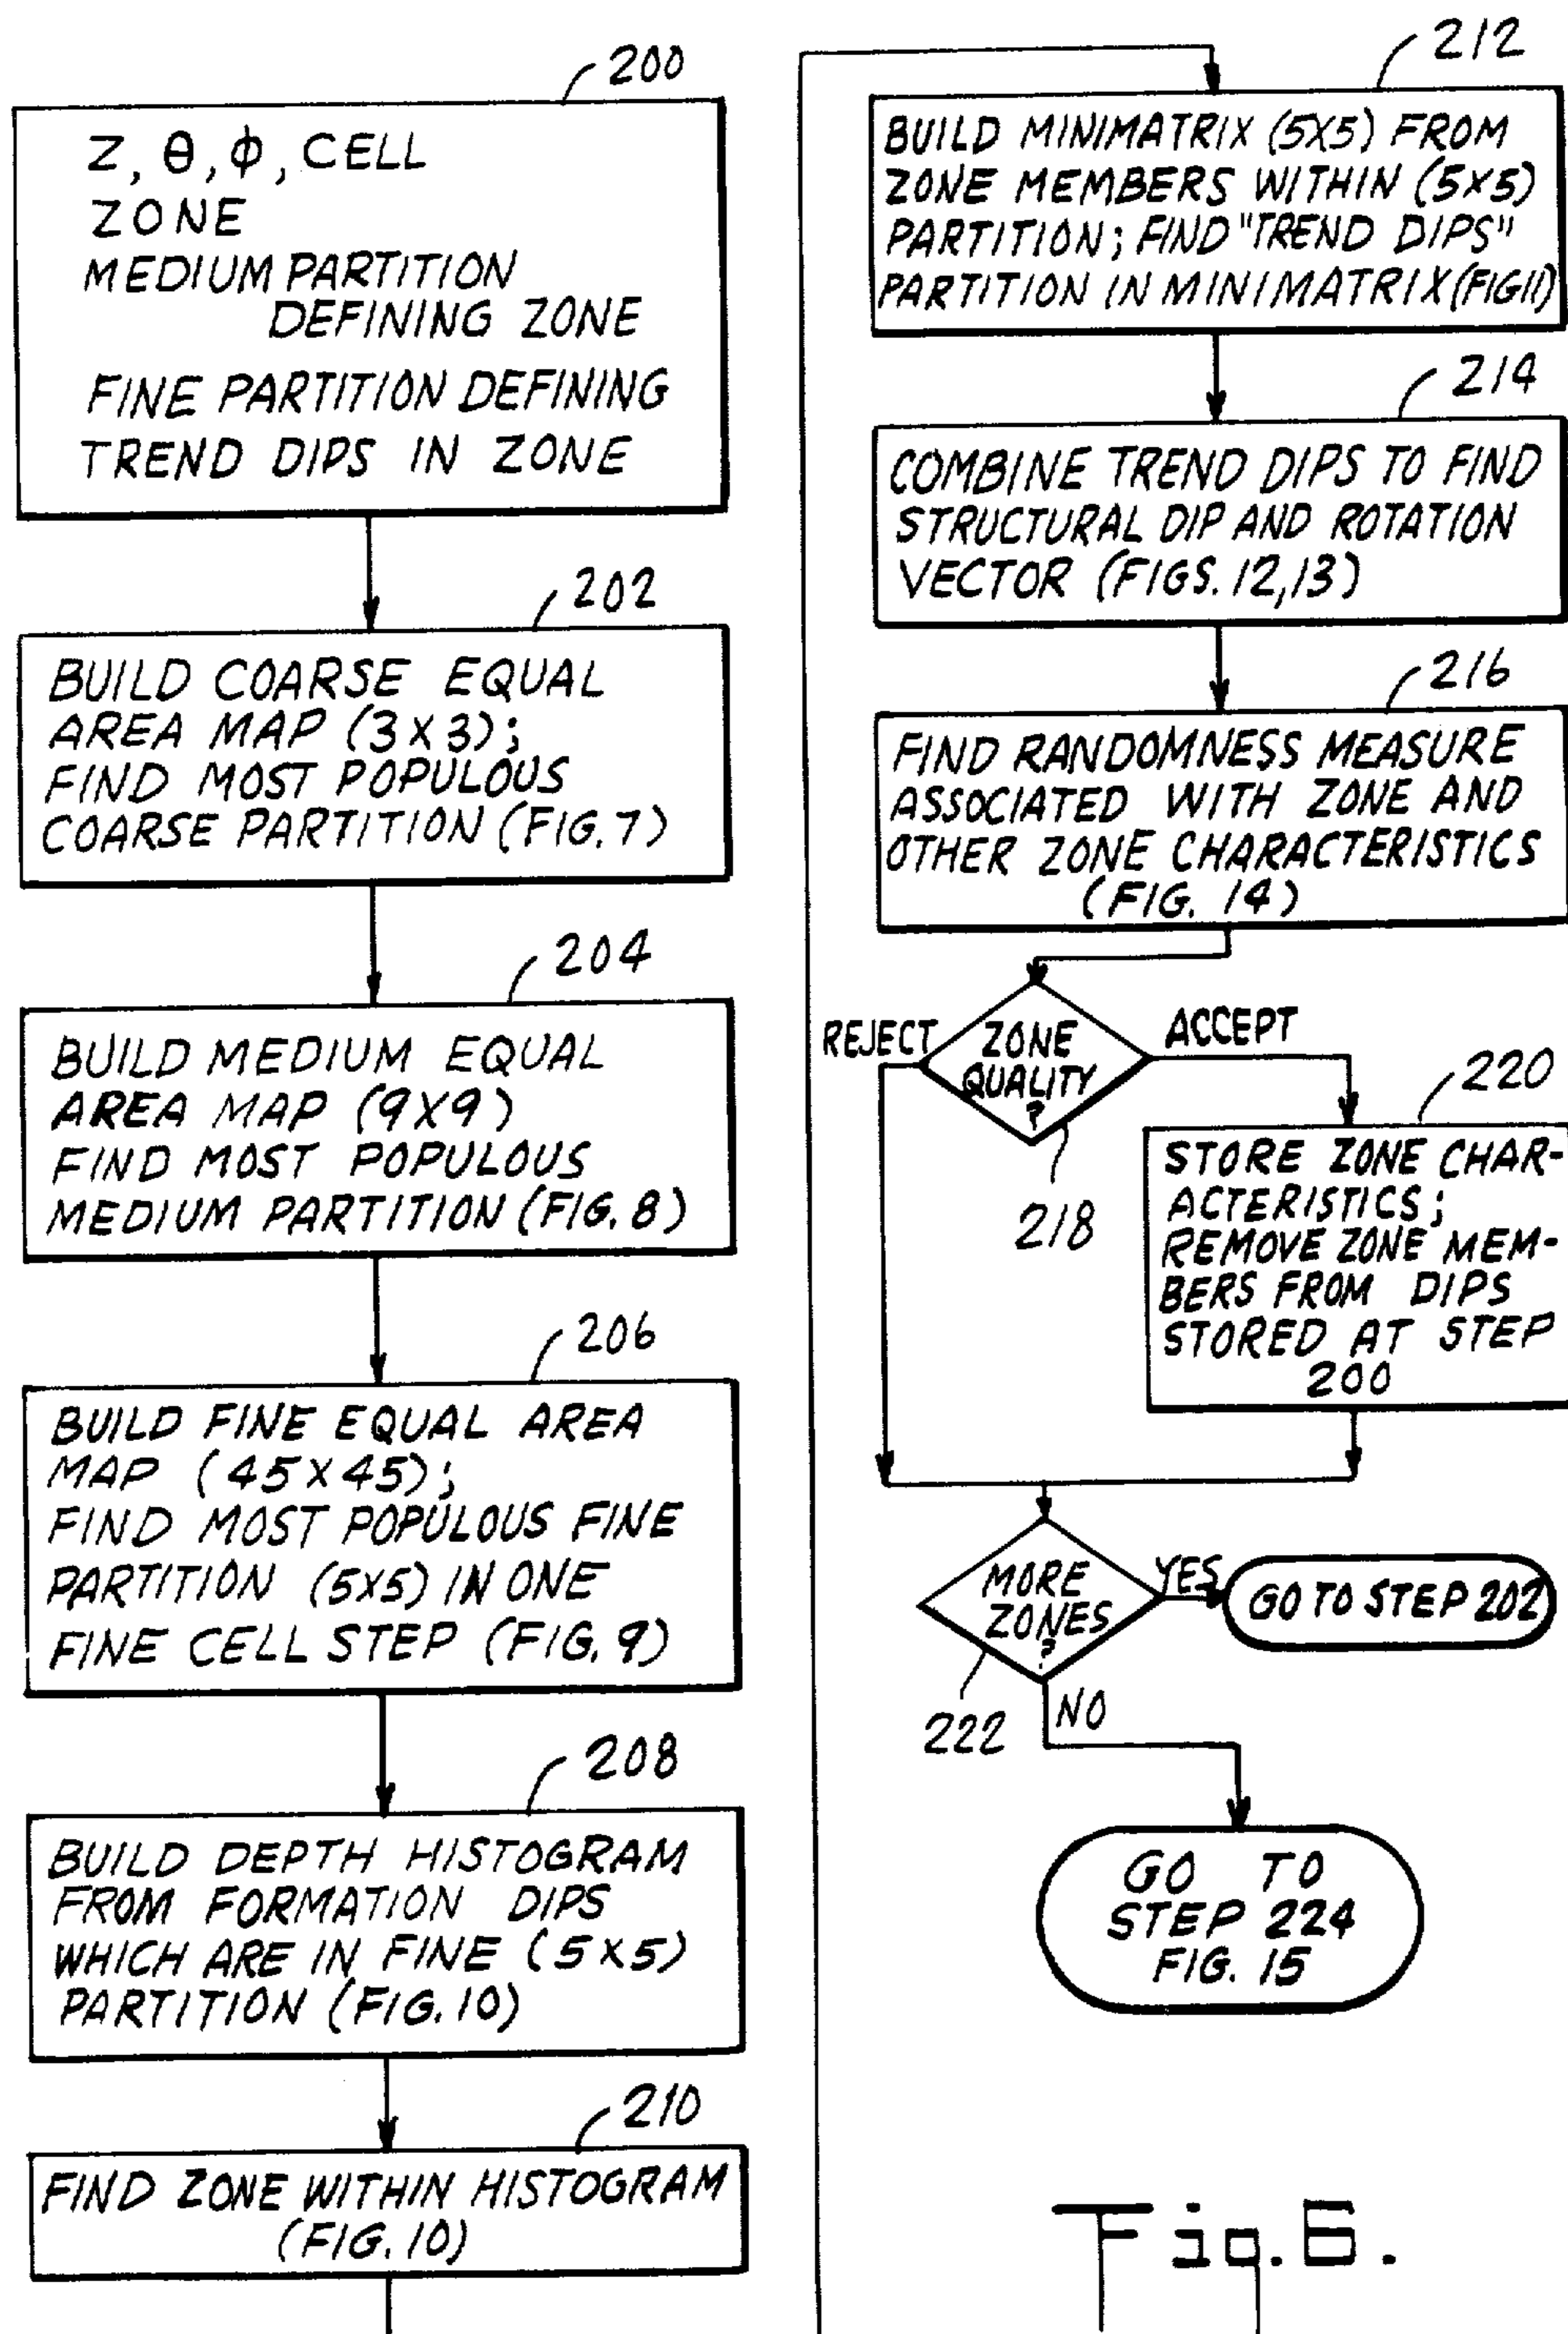 200
Z, θ, φ, CELL
ZONE
MEDIUM PARTITION
DEFINING ZONE
FINE PARTITION DEFINING
TREND DIPS IN ZONE
202
BUILD COARSE EQUAL
AREA MAP (3X3);
FIND MOST POPULOUS
COARSE PARTITION (FIG. 7)
204
BUILD MEDIUM EQUAL
AREA MAP (9X9)
FIND MOST POPULOUS
MEDIUM PARTITION (FIG. 8)
206
BUILD FINE EQUAL AREA
MAP (45X45);
FIND MOST POPULOUS FINE
PARTITION (5X5) IN ONE
FINE CELL STEP (FIG. 9)
208
BUILD DEPTH HISTOGRAM
FROM FORMATION DIPS
WHICH ARE IN FINE (5X5)
PARTITION (FIG. 10)
210
FIND ZONE WITHIN HISTOGRAM
(FIG. 10)
212
BUILD MINIMATRIX (5X5) FROM
ZONE MEMBERS WITHIN (5X5)
PARTITION; FIND "TREND DIPS"
PARTITION IN MINIMATRIX (FIG 11)
214
COMBINE TREND DIPS TO FIND
STRUCTURAL DIP AND ROTATION
VECTOR (FIGS. 12,13)
216
FIND RANDOMNESS MEASURE
ASSOCIATED WITH ZONE AND
OTHER ZONE CHARACTERISTICS
(FIG. 14)
REJECT
ZONE
QUALITY
?
ACCEPT
218
220
STORE ZONE CHAR-
ACTERISTICS;
REMOVE ZONE MEM-
BERS FROM DIPS
STORED AT STEP
200
MORE
ZONES
?
YES
GO TO STEP 202
222
NO
GO TO
STEP 224
FIG. 15
Fig. 6.